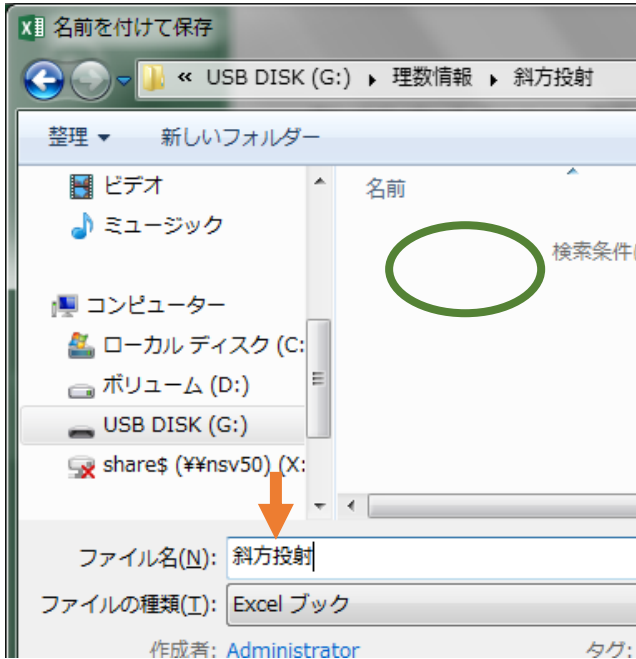 名前を付けて保存
« USB DISK (G:) ▸ 理数情報 ▸ 斜方投射
整理 ▼ 新しいフォルダー
ビデオ
名前
ミュージック
検索条件
コンピューター
ローカル ディスク (C:
ボリューム (D:)
USB DISK (G:)
share$ (¥¥nsv50) (X:
ファイル名(N): 斜方投射
ファイルの種類(T): Excel ブック
作成者: Administrator タグ: